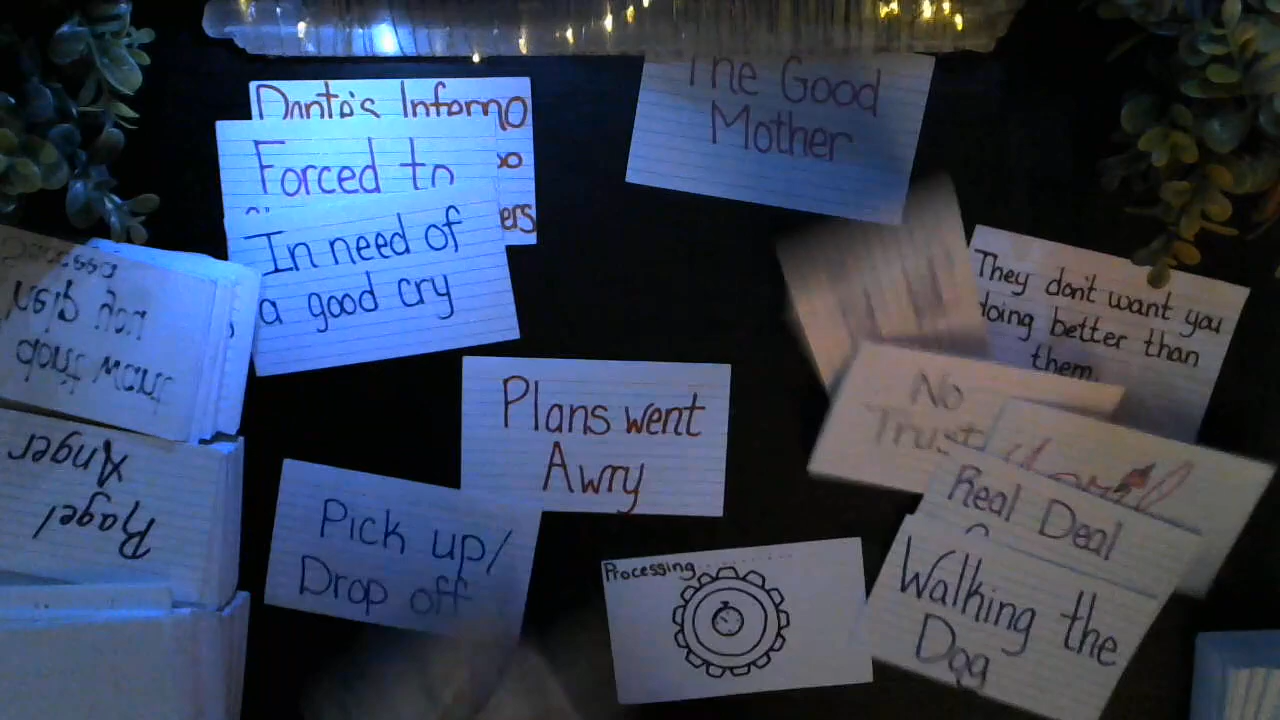 Dante's Inferno
Forced to
In need of
a good cry
The Good
Mother
They don't want you
doing better than
them.
No
Trust
Real Deal
Walking the
Dog
Plans went
Awry
Pick up/
Drop off
Processing
Rage/
Anger